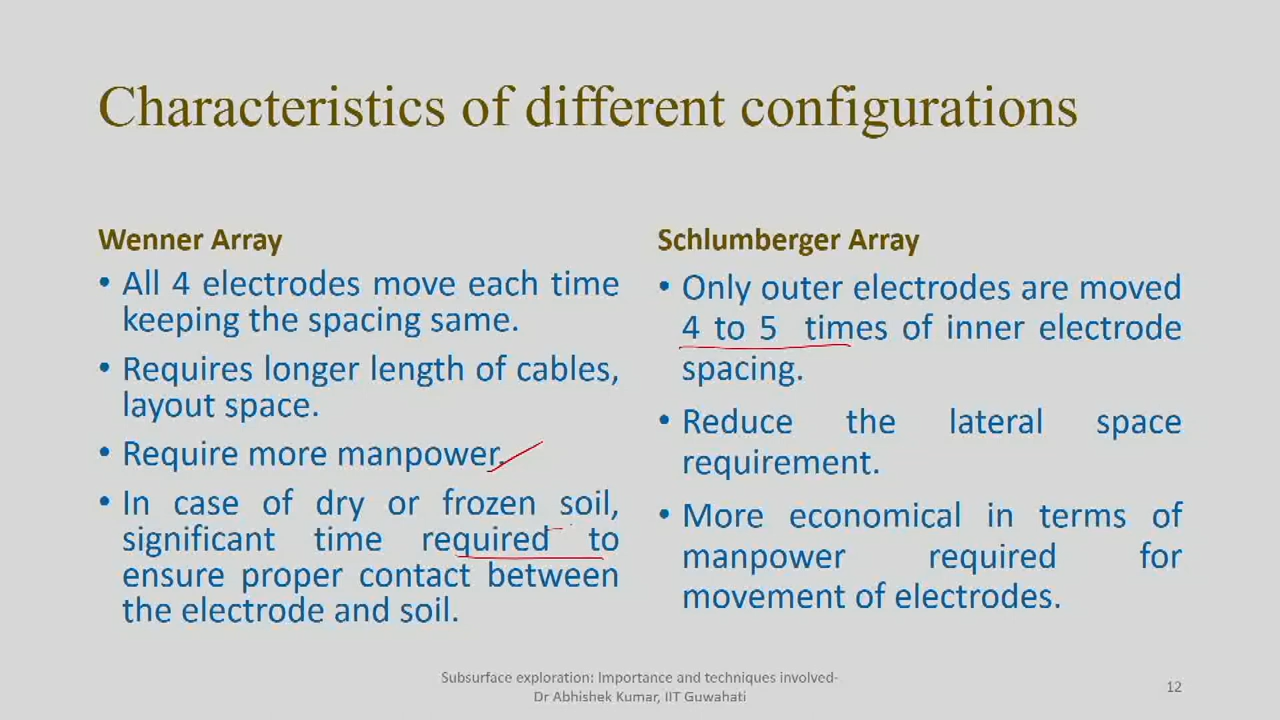 Characteristics of different configurations
Wenner Array
• All 4 electrodes move each time
keeping the spacing same.
• Requires longer length of cables,
layout space.
• Require more manpower.
• In case of dry or frozen soil,
significant time required to
ensure proper contact between
the electrode and soil.
Schlumberger Array
• Only outer electrodes are moved
4 to 5 times of inner electrode
spacing.
• Reduce the lateral space
requirement.
• More economical in terms of
manpower required for
movement of electrodes.
Subsurface exploration: Importance and techniques involved-
Dr Abhishek Kumar, IIT Guwahati
12